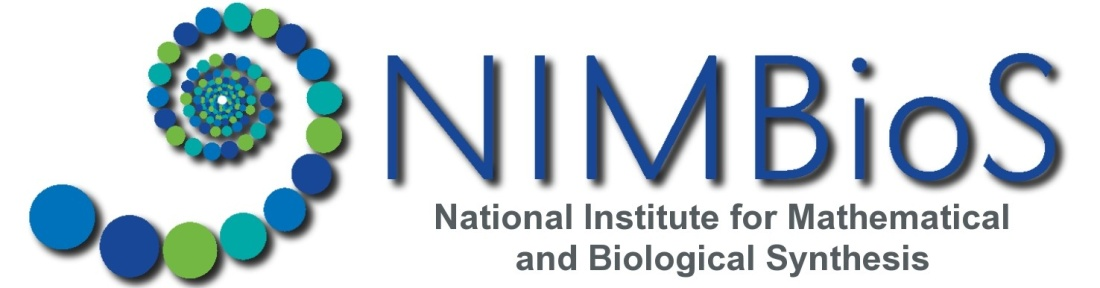 NIMBioS
National Institute for Mathematical
and Biological Synthesis